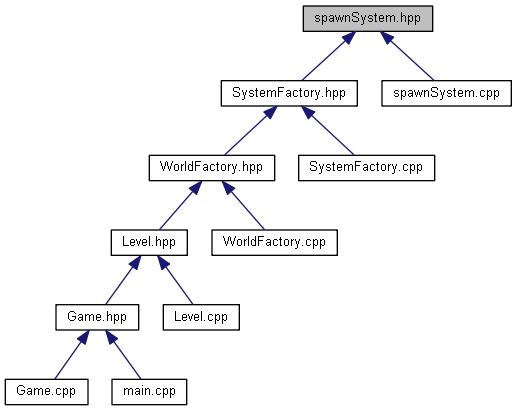 spawnSystem.hpp
SystemFactory.hpp
spawnSystem.cpp
WorldFactory.hpp
SystemFactory.cpp
Level.hpp
WorldFactory.cpp
Game.hpp
Level.cpp
Game.cpp
main.cpp